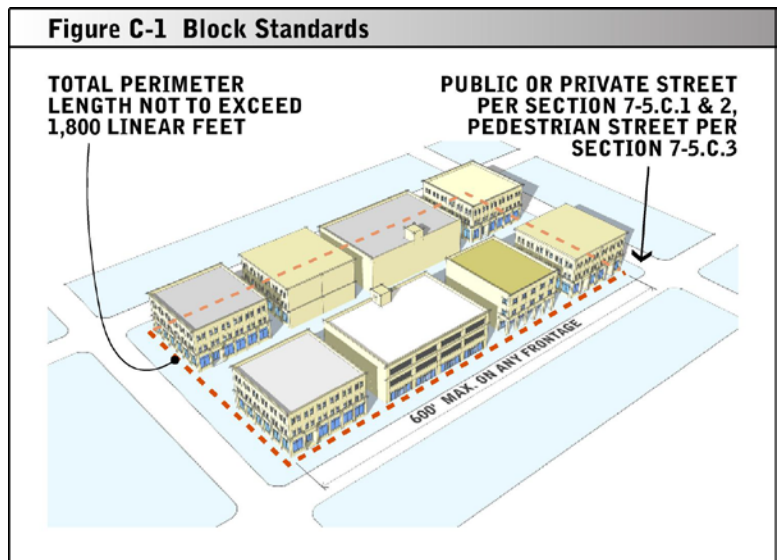 Figure C-1 Block Standards
TOTAL PERIMETER
LENGTH NOT TO EXCEED
1,800 LINEAR FEET
PUBLIC OR PRIVATE STREET
PER SECTION 7-5.C.1 & 2,
PEDESTRIAN STREET PER
SECTION 7-5.C.3
600' MAX. ON ANY FRONTAGE